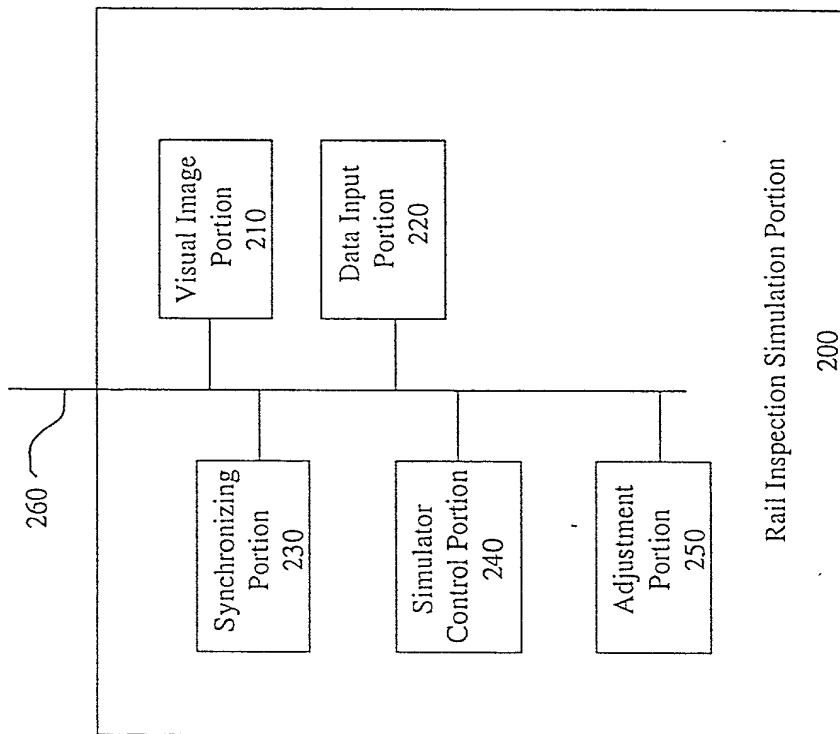 260
Visual Image
Portion
210
Data Input
Portion
220
Synchronizing
Portion
230
Simulator
Control Portion
240
Adjustment
Portion
250
Rail Inspection Simulation Portion
200